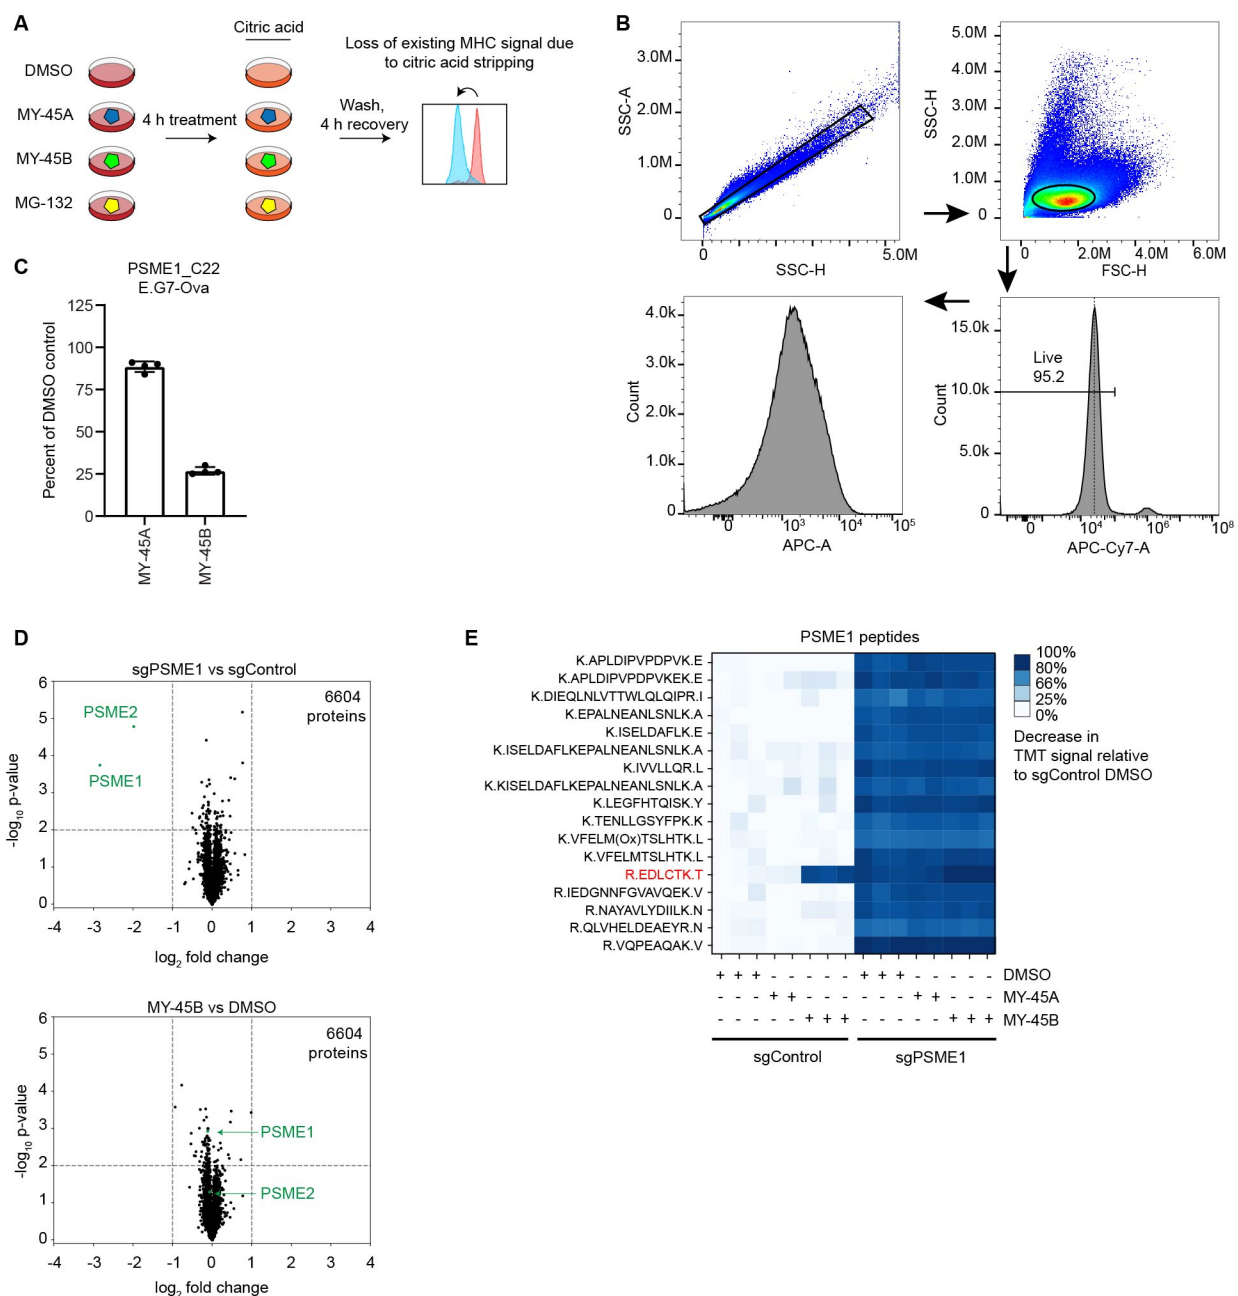 A
Citric acid
DMSO
MY-45A
MY-45B
MG-132
4 h treatment
Wash,
4 h recovery
Loss of existing MHC signal due
to citric acid stripping
B
SSC-A
3.0M
2.0M
1.0M
0
0
5.0M
SSC-H
SSC-H
5.0M
4.0M
3.0M
2.0M
1.0M
0
0
2.0M
4.0M
6.0M
FSC-H
Count
4.0k
3.0k
2.0k
1.0k
0
0
10³
10⁴
10⁵
APC-A
Count
15.0k
10.0k
5.0k
0
Live
95.2
0
10⁴
10⁶
10⁸
APC-Cy7-A
C
PSME1_C22
E.G7-Ova
Percent of DMSO control
125
100
75
50
25
0
MY-45A
MY-45B
D
sgPSME1 vs sgControl
6604
proteins
PSME2
PSME1
-log₁₀ p-value
6
5
4
3
2
1
0
-4 -3 -2 -1 0 1 2 3 4
log₂ fold change
MY-45B vs DMSO
6604
proteins
PSME1
PSME2
-log₁₀ p-value
6
5
4
3
2
1
0
-4 -3 -2 -1 0 1 2 3 4
log₂ fold change
E
PSME1 peptides
K.APLDIPVPDPVK.E
K.APLDIPVPDPVKEK.E
K.DIEQLNLVTTWLQLQIPR.I
K.EPALNEANLSNLK.A
K.ISELDAFLK.E
K.ISELDAFLKEPALNEANLSNLK.A
K.IVVLLQR.L
K.KISELDAFLKEPALNEANLSNLK.A
K.LEGFHTQISK.Y
K.TENLLGSYFPK.K
K.VFELM(Ox)TSLHTK.L
K.VFELMTSLHTK.L
R.EDLCTK.T
R.IEDGNNFGVAVQEK.V
R.NAYAVLYDIILK.N
R.QLVHELDEAEYR.N
R.VQPEAQAK.V
100%
80%
66%
25%
0%
Decrease in
TMT signal relative
to sgControl DMSO
+ + + - - - - - + + + - - - - - DMSO
- - - + + - - - - - - + + - - - MY-45A
- - - - - + + + - - - - - + + + MY-45B
sgControl
sgPSME1